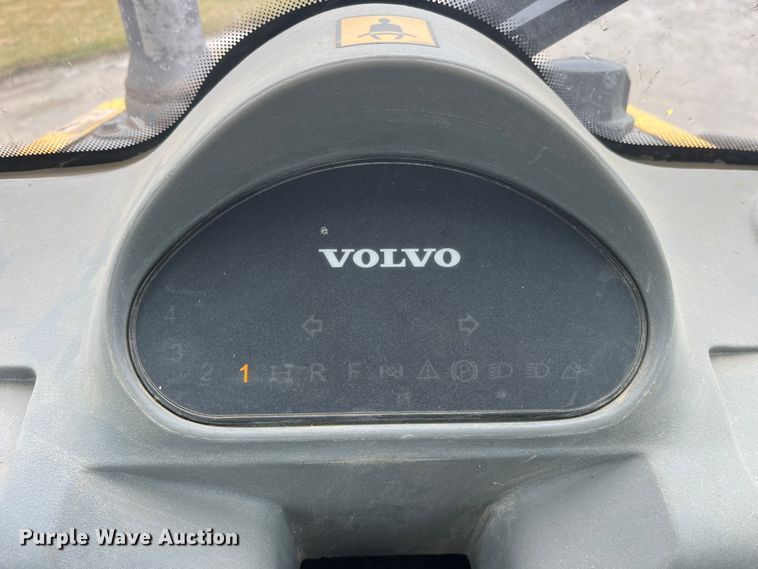 VOLVO
4
3
2 1 R F N P
Purple Wave Auction